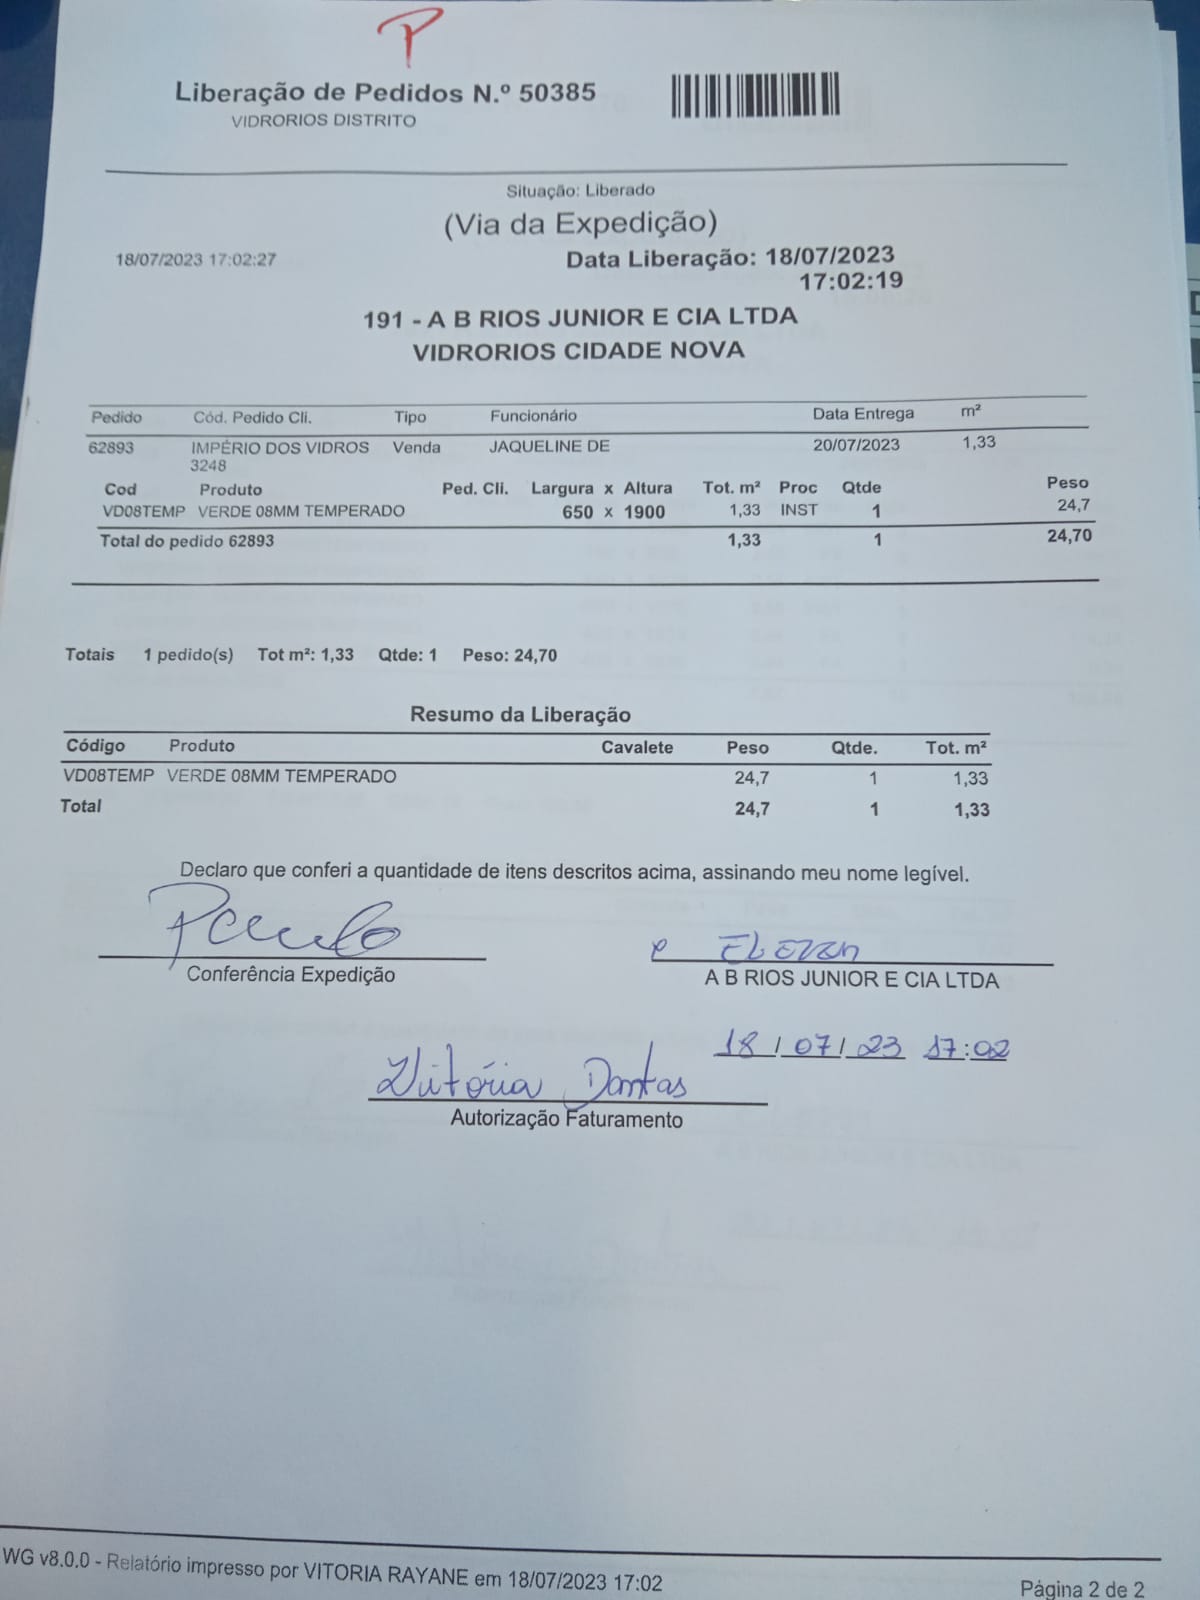 P
Liberação de Pedidos N.º 50385
VIDRORIOS DISTRITO
Situação: Liberado
(Via da Expedição)
18/07/2023 17:02:27 Data Liberação: 18/07/2023
17:02:19
191 - A B RIOS JUNIOR E CIA LTDA
VIDRORIOS CIDADE NOVA
Pedido Cód. Pedido Cli. Tipo Funcionário Data Entrega m²
62893 IMPÉRIO DOS VIDROS Venda JAQUELINE DE 20/07/2023 1,33
3248
Cod Produto Ped. Cli. Largura x Altura Tot. m² Proc Qtde Peso
VD08TEMP VERDE 08MM TEMPERADO 650 x 1900 1,33 INST 1 24,7
Total do pedido 62893 1,33 1 24,70
Totais 1 pedido(s) Tot m²: 1,33 Qtde: 1 Peso: 24,70
Resumo da Liberação
Código Produto Cavalete Peso Qtde. Tot. m²
VD08TEMP VERDE 08MM TEMPERADO 24,7 1 1,33
Total 24,7 1 1,33
Declaro que conferi a quantidade de itens descritos acima, assinando meu nome legível.
Paulo
Conferência Expedição
A B RIOS JUNIOR E CIA LTDA
18/07/23 17:02
Vitória Dantas
Autorização Faturamento
WG v8.0.0 - Relatório impresso por VITORIA RAYANE em 18/07/2023 17:02
Página 2 de 2